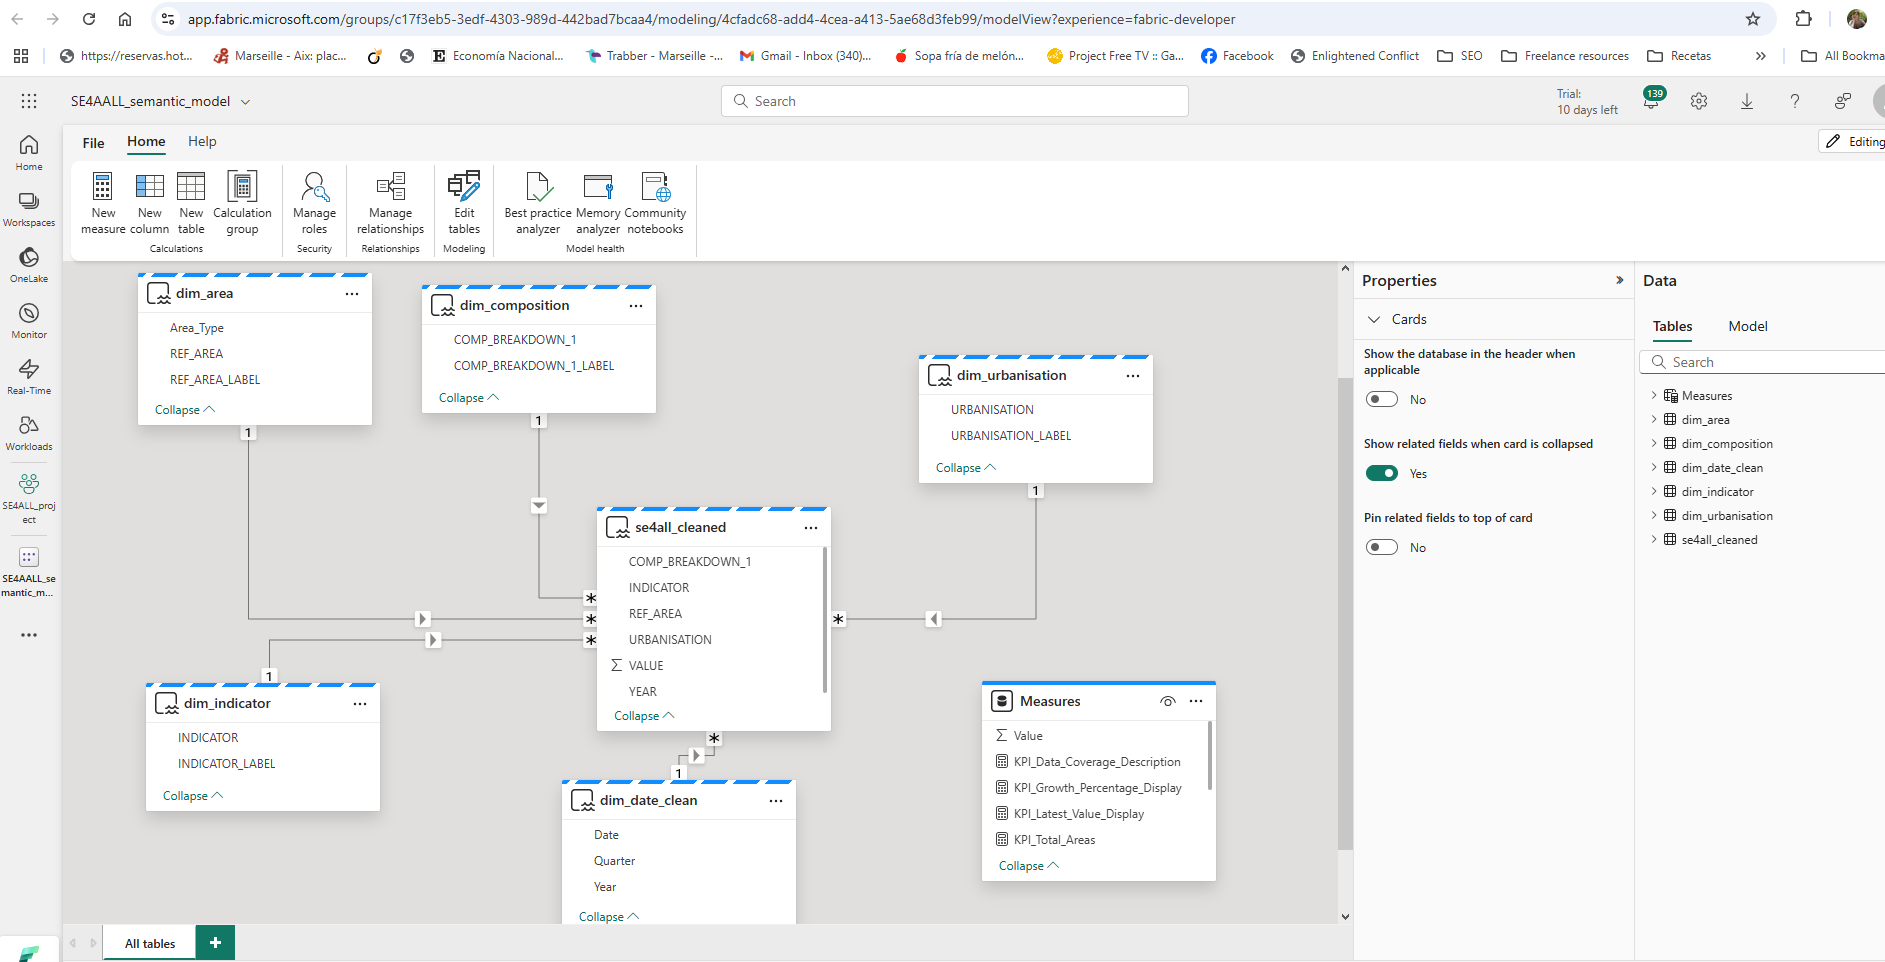 app.fabric.microsoft.com/groups/c17f3eb5-3edf-4303-989d-442bad7bcaa4/modeling/4cfadc68-add4-4cea-a413-5ae68d3feb99/modelView?experience=fabric-developer
https://reservas.hot...
Marseille - Aix: plac...
Economía Nacional...
Trabber - Marseille -...
Gmail - Inbox (340)...
Sopa fría de melón...
Project Free TV :: Ga...
Facebook
Enlightened Conflict
SEO
Freelance resources
Recetas
All Bookma
SE4AALL_semantic_model
Search
Trial:
10 days left
139
File
Home
Help
Editing
New
measure
New
column
New
table
Calculation
group
Calculations
Manage
roles
Security
Manage
relationships
Relationships
Edit
tables
Modeling
Best practice
analyzer
Memory
analyzer
Community
notebooks
Model health
Home
Workspaces
OneLake
Monitor
Real-Time
Workloads
SE4ALL_proj
ect
SE4AALL_se
mantic_m...
dim_area
Area_Type
REF_AREA
REF_AREA_LABEL
Collapse
1
dim_composition
COMP_BREAKDOWN_1
COMP_BREAKDOWN_1_LABEL
Collapse
1
dim_urbanisation
URBANISATION
URBANISATION_LABEL
Collapse
1
se4all_cleaned
COMP_BREAKDOWN_1
INDICATOR
REF_AREA
URBANISATION
VALUE
YEAR
Collapse
*
*
*
*
*
1
dim_indicator
INDICATOR
INDICATOR_LABEL
Collapse
1
dim_date_clean
Date
Quarter
Year
Collapse
Measures
Value
KPI_Data_Coverage_Description
KPI_Growth_Percentage_Display
KPI_Latest_Value_Display
KPI_Total_Areas
Collapse
All tables
Properties
Cards
Show the database in the header when
applicable
No
Show related fields when card is collapsed
Yes
Pin related fields to top of card
No
Data
Tables
Model
Search
Measures
dim_area
dim_composition
dim_date_clean
dim_indicator
dim_urbanisation
se4all_cleaned